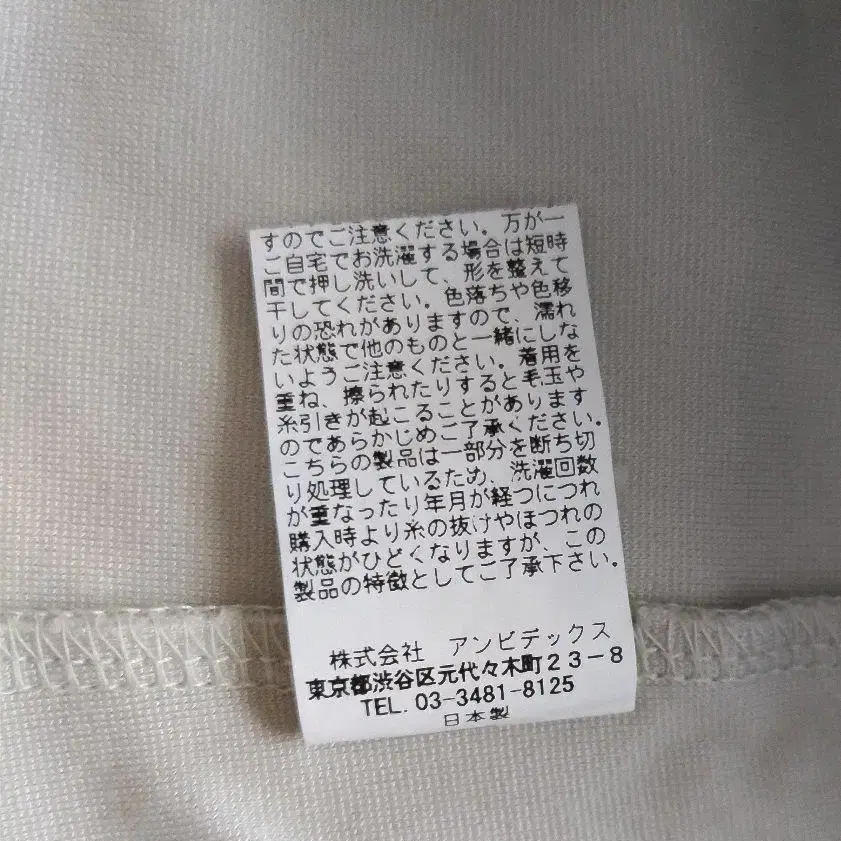 すのでご注意ください。万が一
ご自宅でお洗濯する場合は短時
間で押し洗いして、形を整えて
干してください。色落ちや色移
りの恐れがありますので、濡れ
た状態で他のものと一緒にしな
いようご注意ください。着用を
重ね、擦られたりすると毛玉や
糸引きが起こることがあります
のであらかじめご了承ください。
こちらの製品は一部分を断ち切
り処理しているため、洗濯回数
が重なったり年月が経つにつれ
購入時より糸の抜けやほつれの
状態がひどくなりますが、この
製品の特徴としてご了承下さい。
株式会社 アンビデックス
東京都渋谷区元代々木町23-8
TEL. 03-3481-8125
日本製